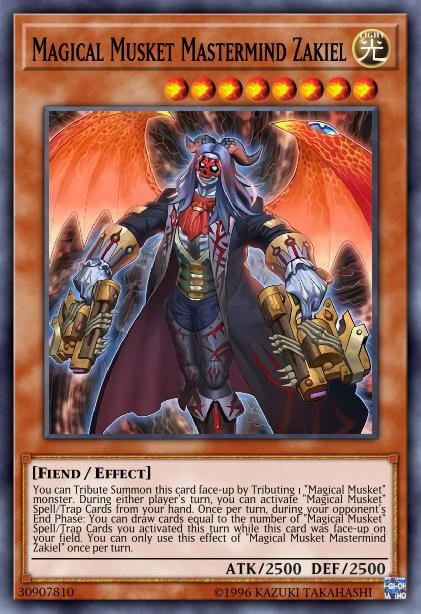 MAGICAL MUSKET MASTERMIND ZAKIEL
LIGHT
光
[FIEND / EFFECT]
You can Tribute Summon this card face-up by Tributing 1 "Magical Musket"
monster. During either player's turn, you can activate "Magical Musket"
Spell/Trap Cards from your hand. Once per turn, during your opponent's
End Phase: You can draw cards equal to the number of "Magical Musket"
Spell/Trap Cards you activated this turn while this card was face-up on
your field. You can only use this effect of "Magical Musket Mastermind
Zakiel" once per turn.
ATK/2500 DEF/2500
30907810
©1996 KAZUKI TAKAHASHI